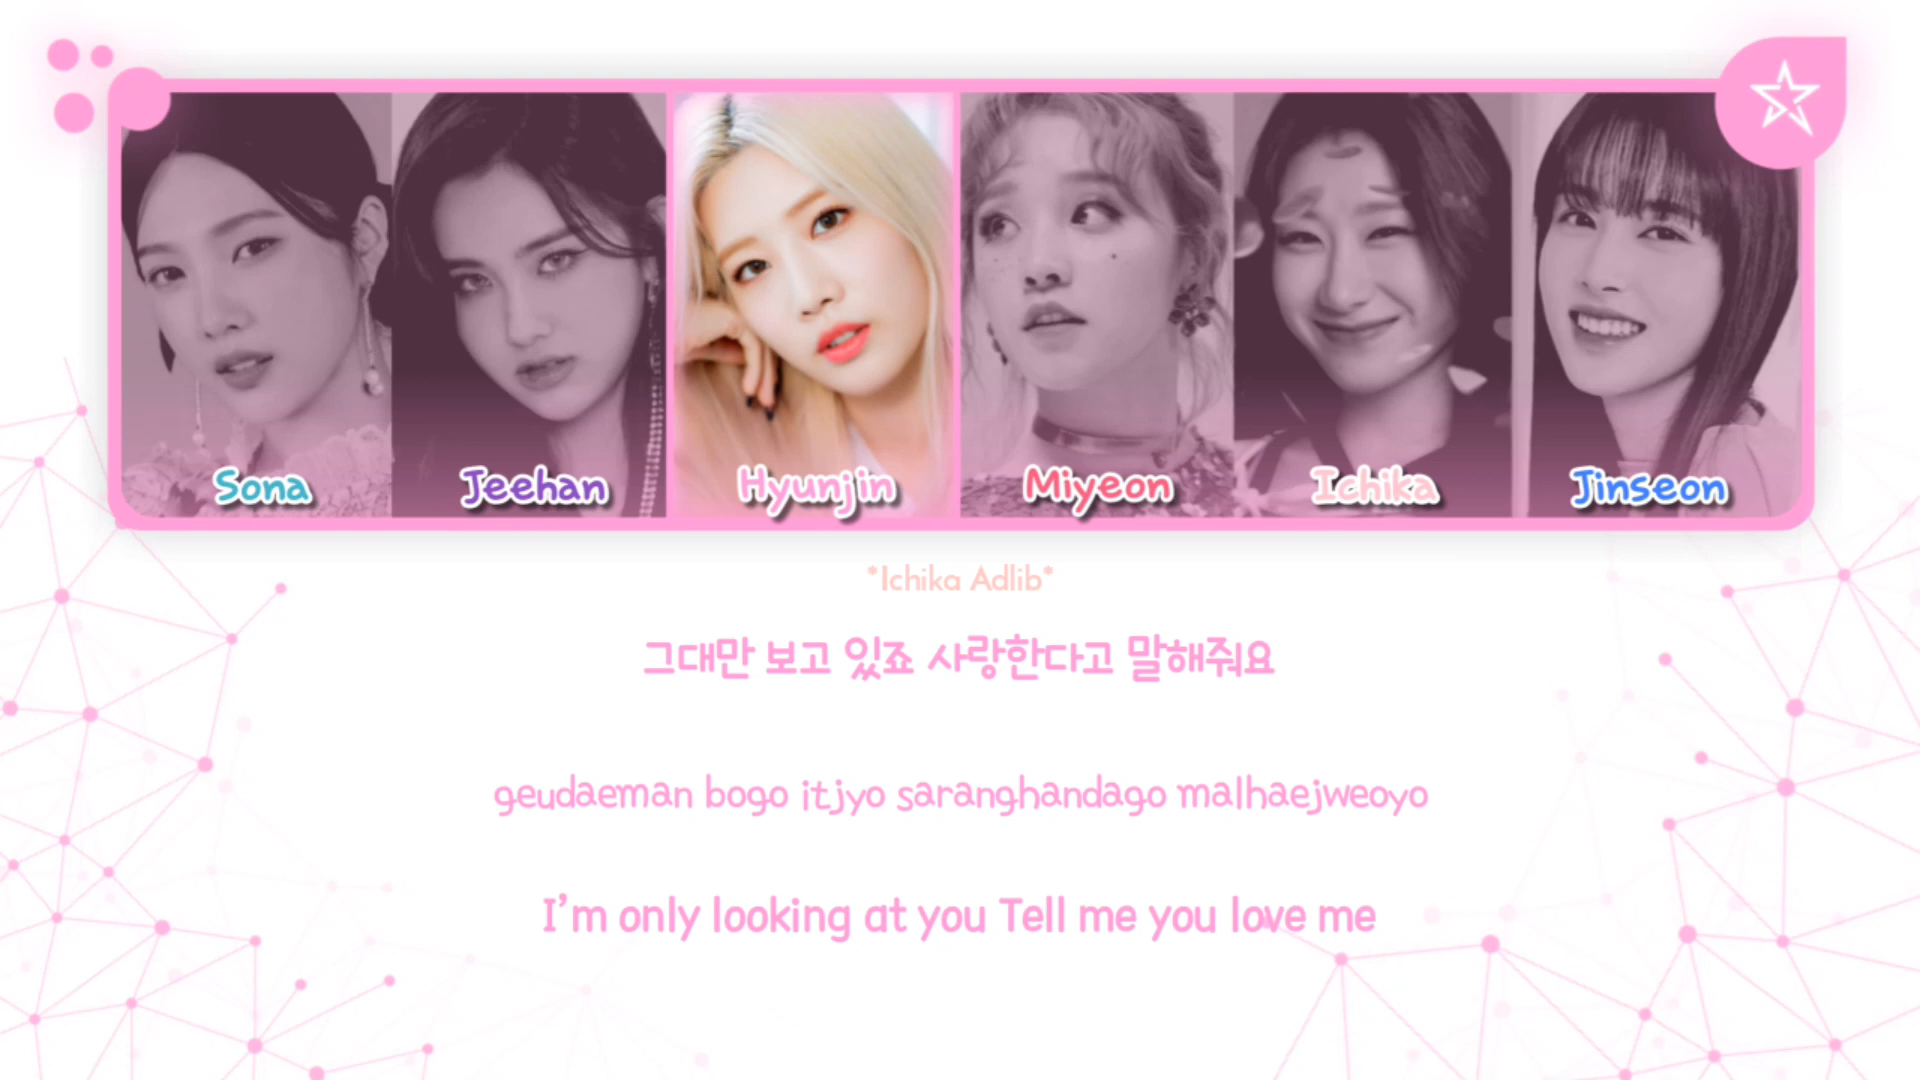 Sona Jeehan Hyunjin Miyeon Ichika Jinseon
*Ichika Adlib*
그대만 보고 있죠 사랑한다고 말해줘요
geudaeman bogo itjyo saranghandago malhaejweoyo
I'm only looking at you Tell me you love me